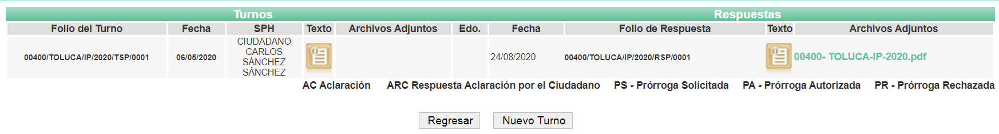 Turnos Respuestas
Folio del Turno Fecha SPH Texto Archivos Adjuntos Edo. Fecha Folio de Respuesta Texto Archivos Adjuntos
00400/TOLUCA/IP/2020/TSP/0001 06/05/2020 CIUDADANO
CARLOS
SÁNCHEZ
SÁNCHEZ
24/08/2020 00400/TOLUCA/IP/2020/RSP/0001 00400- TOLUCA-IP-2020.pdf
AC Aclaración ARC Respuesta Aclaración por el Ciudadano PS - Prórroga Solicitada PA - Prórroga Autorizada PR - Prórroga Rechazada
Regresar Nuevo Turno